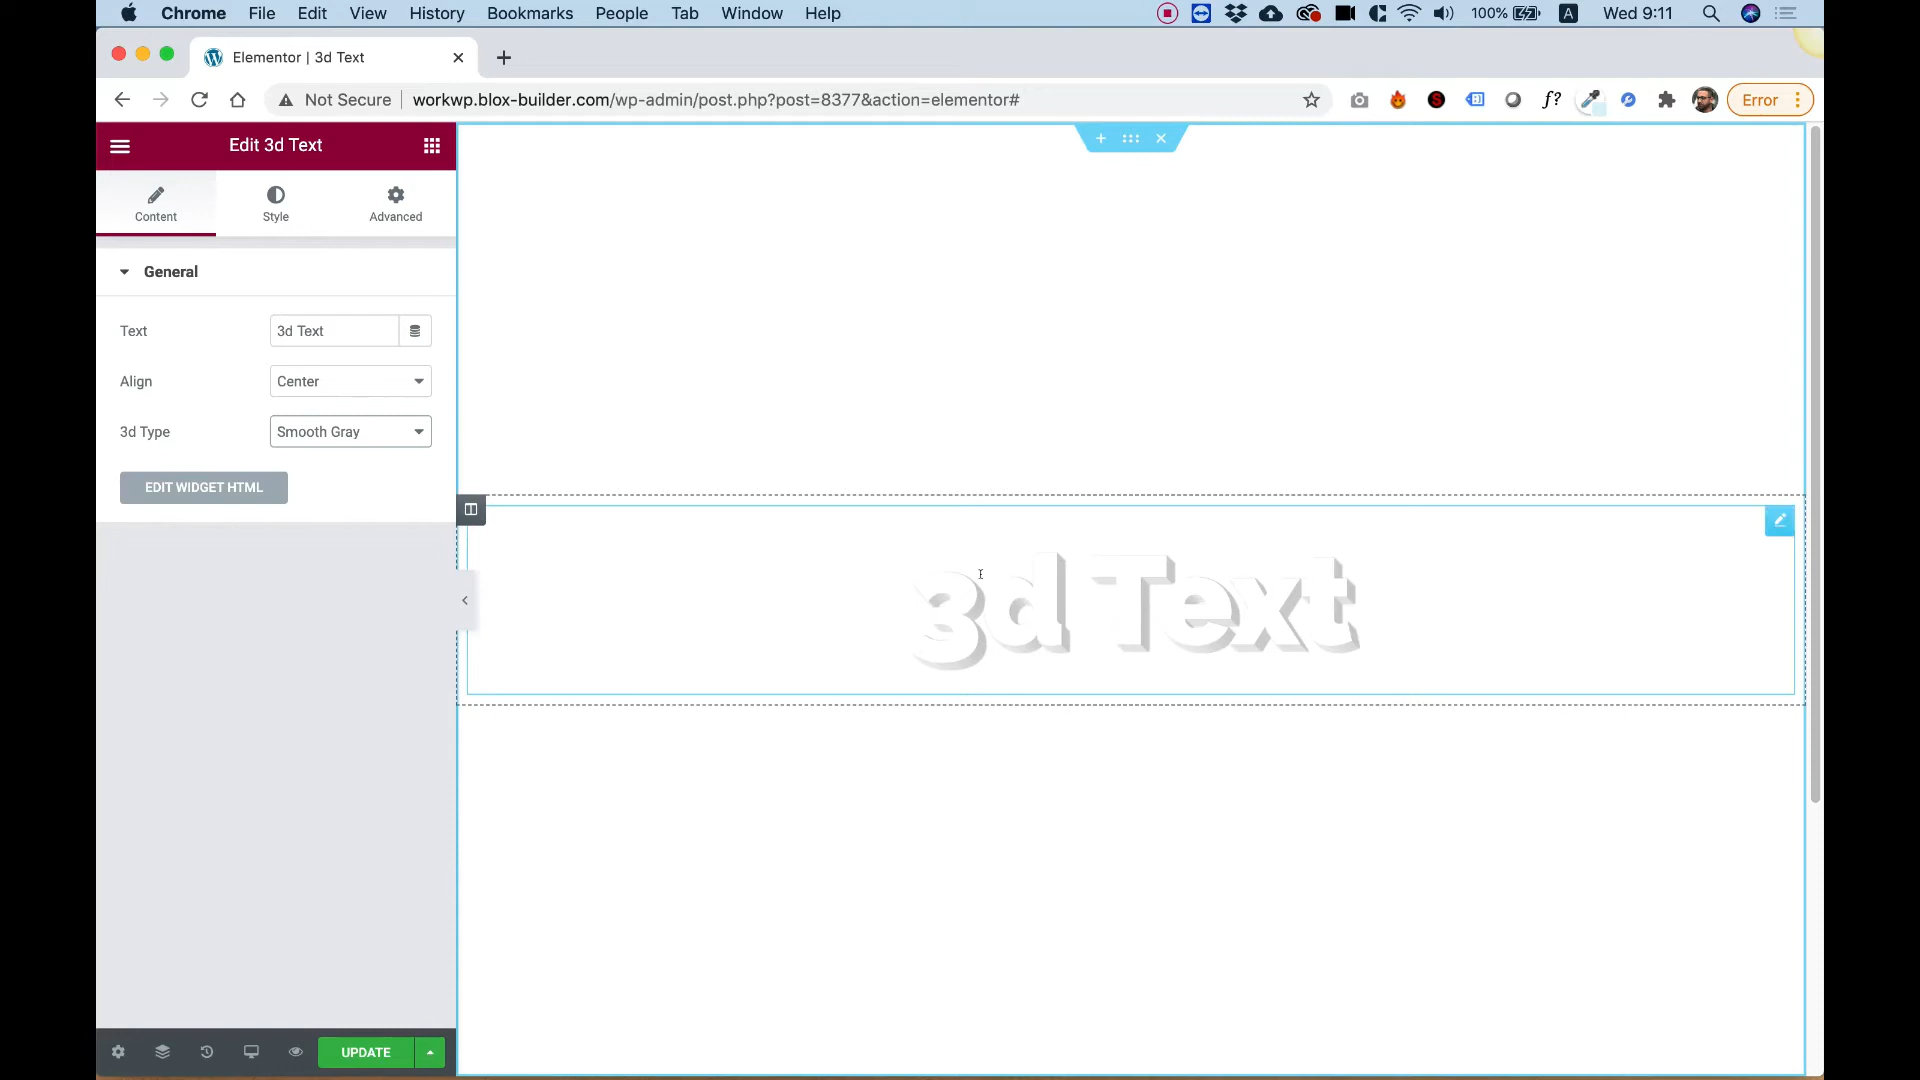 Chrome File Edit View History Bookmarks People Tab Window Help 100% A Wed 9:11
Elementor | 3d Text
Not Secure workwp.blox-builder.com/wp-admin/post.php?post=8377&action=elementor# f? Error
Edit 3d Text
Content Style Advanced
General
Text 3d Text
Align Center
3d Type Smooth Gray
EDIT WIDGET HTML
3d Text
UPDATE